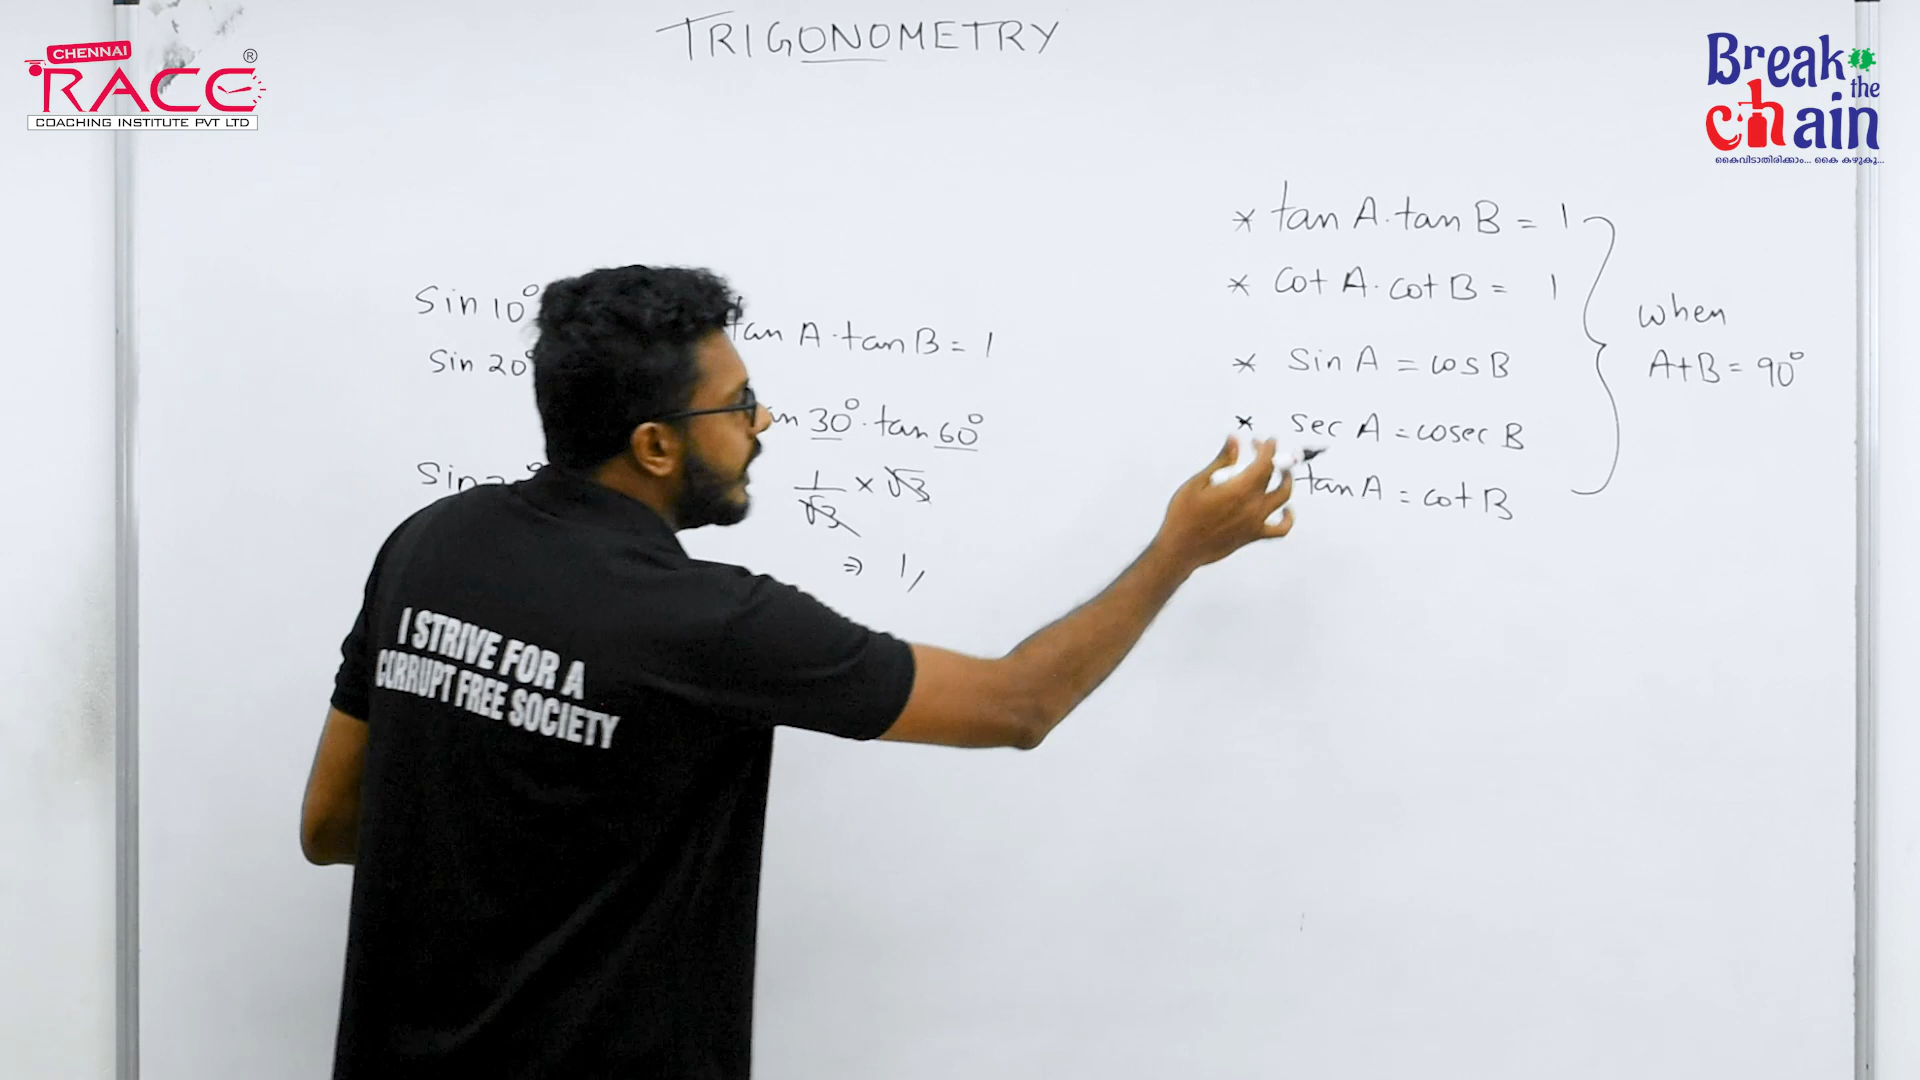 TRIGONOMETRY
CHENNAI
RACE ®
COACHING INSTITUTE PVT LTD
Break
the
chain
കൈവിടാതിരിക്കാം... കൈ കഴുകൂ...
Sin 10°
Sin 20°
tan A . tan B = 1
30° . tan 60°
1/√3 × √3
⇒ 1
* tan A . tan B = 1
* cot A . cot B = 1
* Sin A = cos B
* Sec A = cosec B
tan A = cot B
when
A+B = 90°
I STRIVE FOR A
CORRUPT FREE SOCIETY